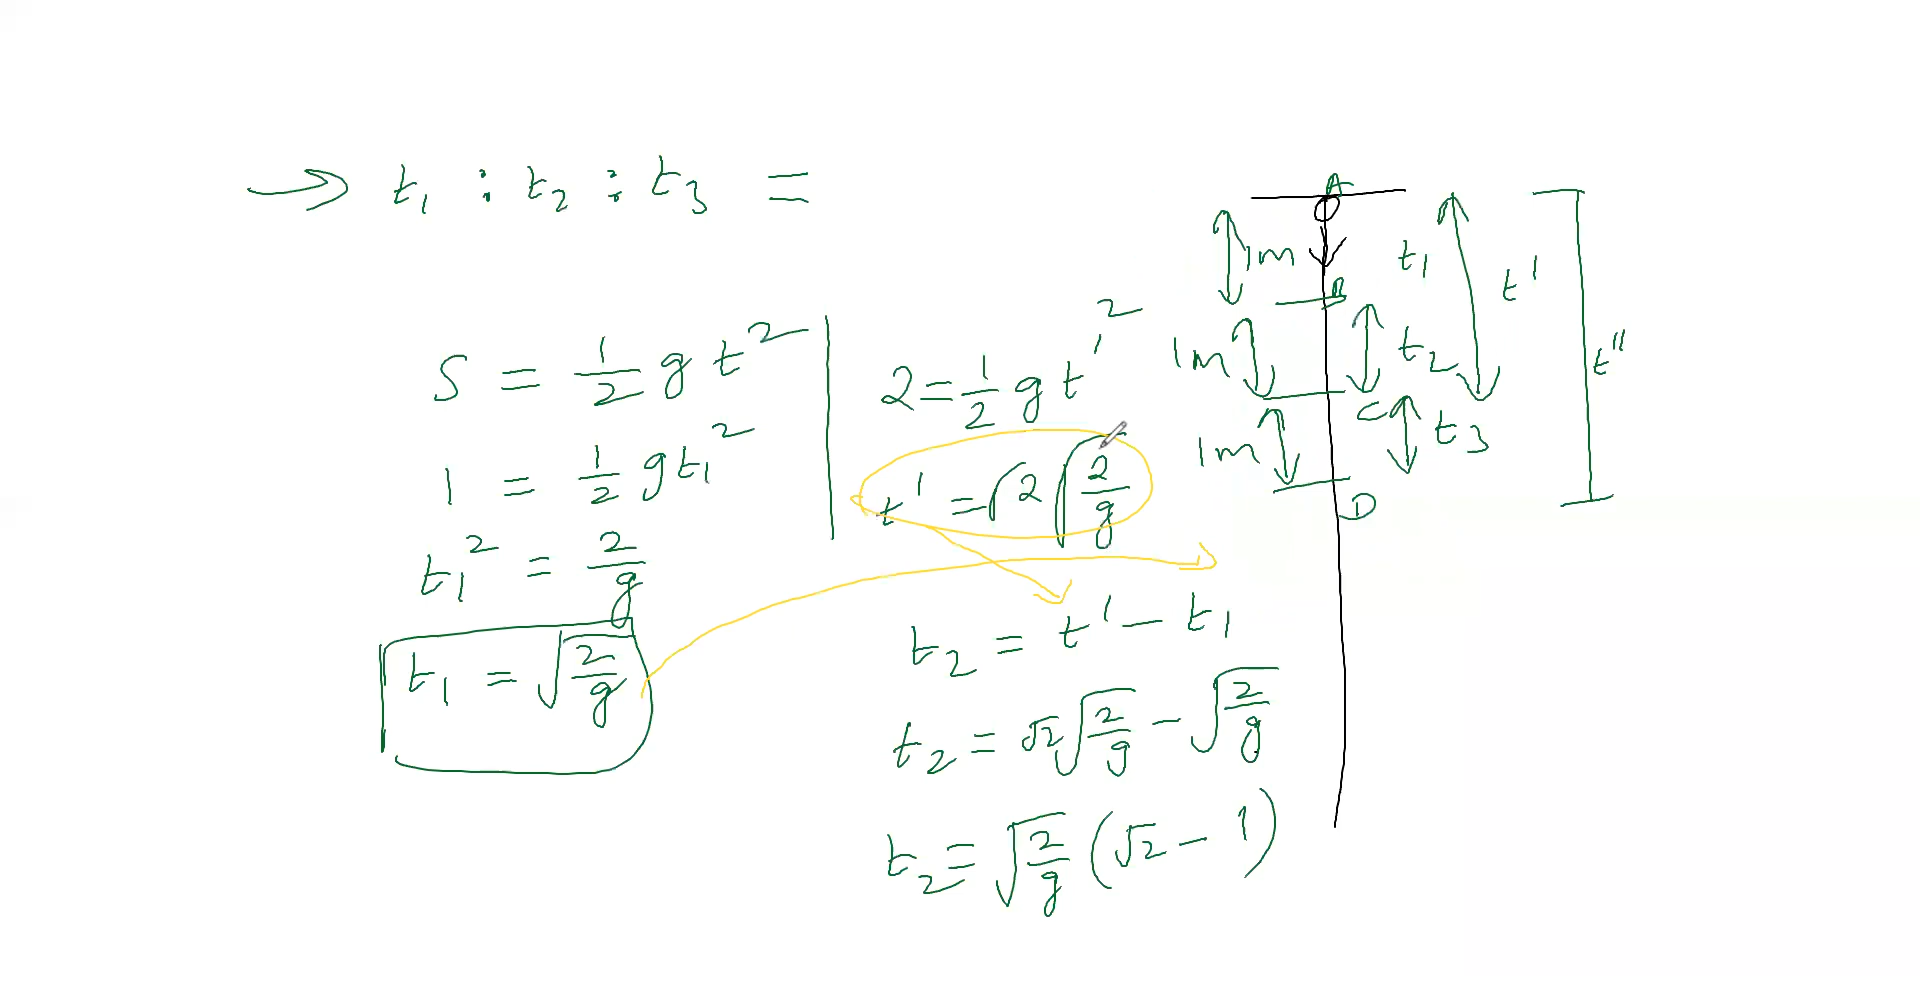 → t₁ : t₂ : t₃ =
S = 1/2 g t²
1 = 1/2 g t₁²
t₁² = 2/g
t₁ = √(2/g)
2 = 1/2 g t'²
t' = √2 √(2/g)
t₂ = t' - t₁
t₂ = √2 √(2/g) - √(2/g)
t₂ = √(2/g) (√2 - 1)
A
1m t₁ t'
B
1m t₂ t''
C
1m t₃
D